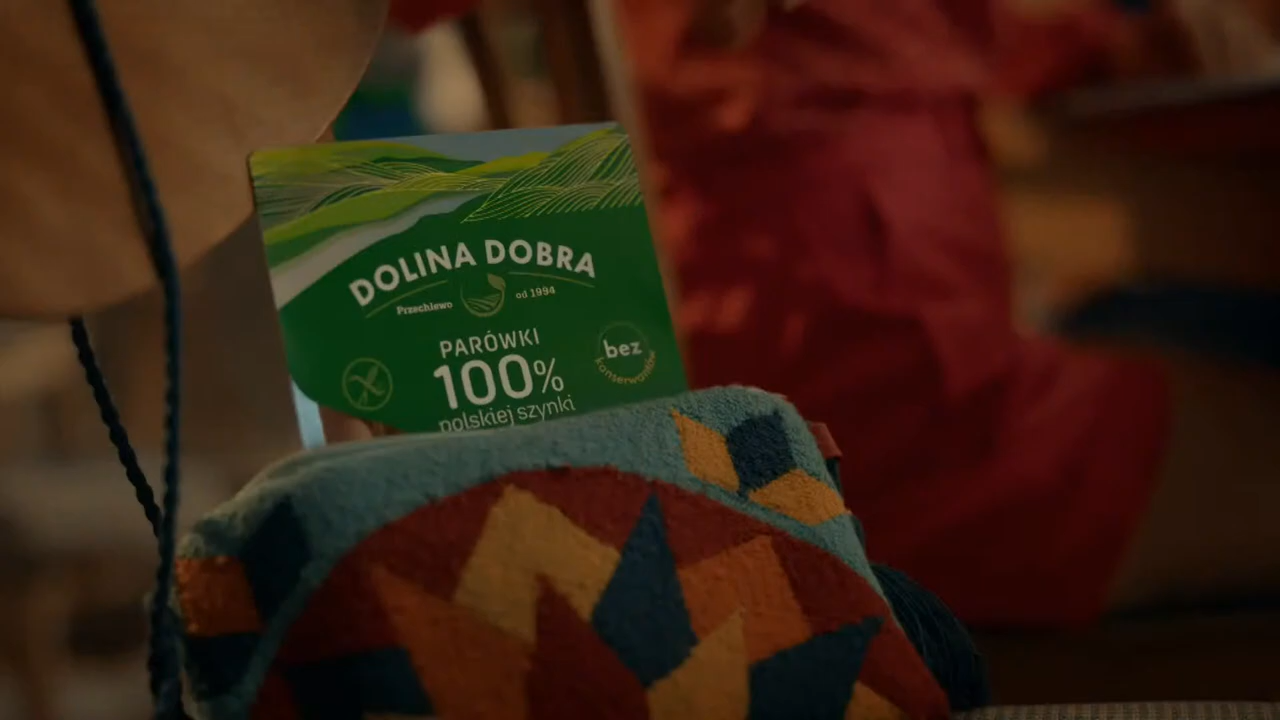 DOLINA DOBRA
Przechlewo od 1994
PARÓWKI
100%
polskiej szynki
bez
konserwantów